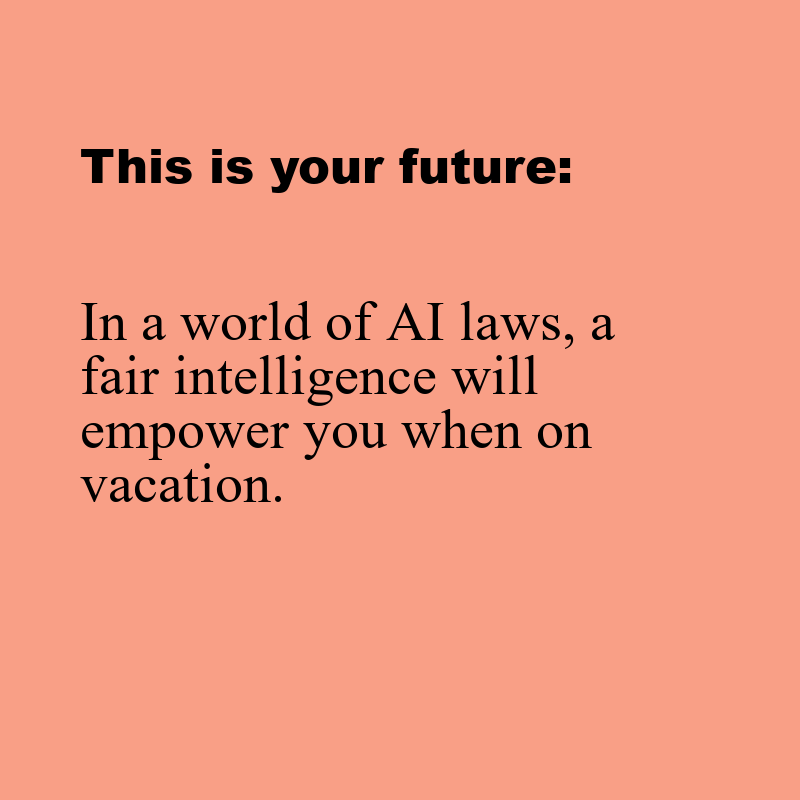 This is your future:
In a world of AI laws, a
fair intelligence will
empower you when on
vacation.